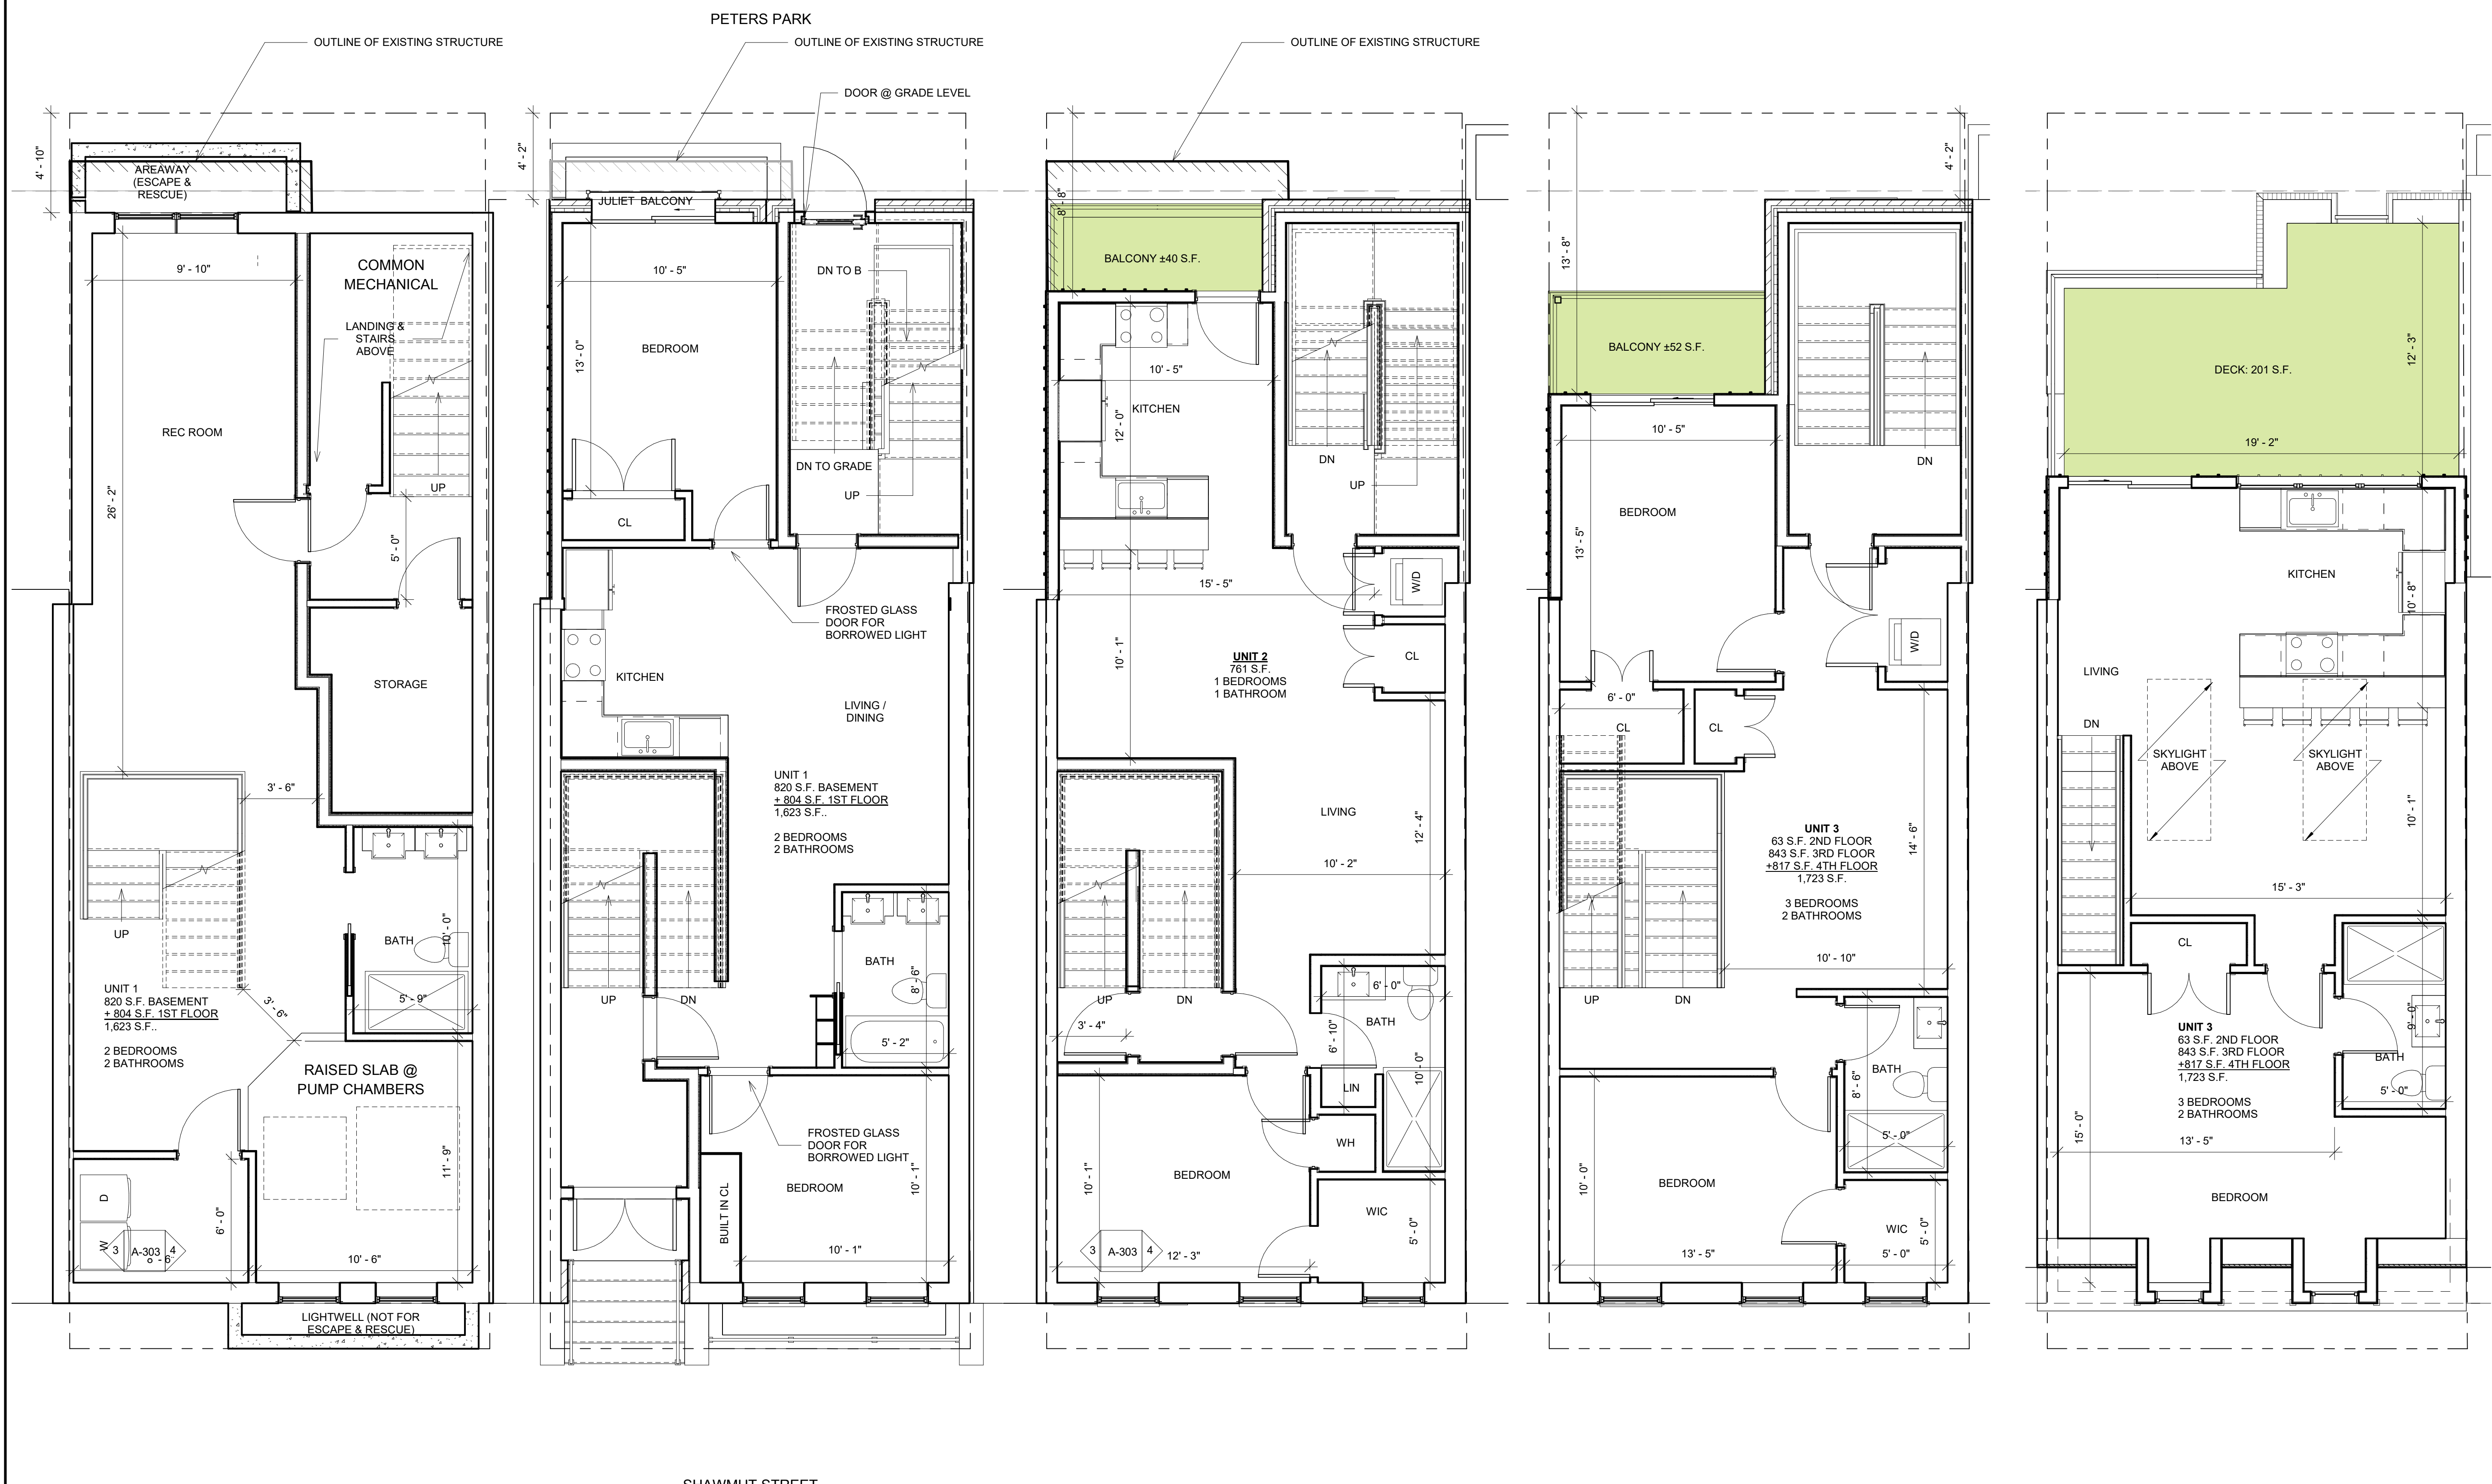 PETERS PARK
OUTLINE OF EXISTING STRUCTURE
OUTLINE OF EXISTING STRUCTURE
OUTLINE OF EXISTING STRUCTURE
DOOR @ GRADE LEVEL
4' - 10"
AREAWAY
(ESCAPE &
RESCUE)
9' - 10"
COMMON
MECHANICAL
LANDING &
STAIRS
ABOVE
REC ROOM
26' - 2"
UP
5' - 0"
STORAGE
3' - 6"
UP
BATH
10' - 0"
5' - 9"
3' - 6"
UNIT 1
820 S.F. BASEMENT
+ 804 S.F. 1ST FLOOR
1,623 S.F..
2 BEDROOMS
2 BATHROOMS
RAISED SLAB @
PUMP CHAMBERS
11' - 9"
D
W
3
A-303
4
8' - 6"
6' - 0"
10' - 6"
LIGHTWELL (NOT FOR
ESCAPE & RESCUE)
4' - 2"
JULIET BALCONY
10' - 5"
DN TO B
13' - 0"
BEDROOM
DN TO GRADE
UP
CL
FROSTED GLASS
DOOR FOR
BORROWED LIGHT
KITCHEN
LIVING /
DINING
UNIT 1
820 S.F. BASEMENT
+ 804 S.F. 1ST FLOOR
1,623 S.F..
2 BEDROOMS
2 BATHROOMS
BATH
8' - 6"
UP
DN
5' - 2"
FROSTED GLASS
DOOR FOR
BORROWED LIGHT
BEDROOM
BUILT IN CL
10' - 1"
10' - 1"
8' - 8"
BALCONY ±40 S.F.
10' - 5"
KITCHEN
12' - 0"
DN
UP
15' - 5"
W/D
10' - 1"
UNIT 2
761 S.F.
1 BEDROOMS
1 BATHROOM
CL
LIVING
12' - 4"
10' - 2"
UP
DN
6' - 0"
3' - 4"
6' - 10"
BATH
10' - 0"
LIN
WH
10' - 1"
BEDROOM
WIC
5' - 0"
3
A-303
4
12' - 3"
4' - 2"
13' - 8"
BALCONY ±52 S.F.
10' - 5"
DN
BEDROOM
13' - 5"
W/D
6' - 0"
CL
CL
14' - 6"
UNIT 3
63 S.F. 2ND FLOOR
843 S.F. 3RD FLOOR
+817 S.F. 4TH FLOOR
1,723 S.F.
3 BEDROOMS
2 BATHROOMS
10' - 10"
UP
DN
BATH
8' - 6"
5' - 0"
10' - 0"
BEDROOM
WIC
5' - 0"
13' - 5"
5' - 0"
12' - 3"
DECK: 201 S.F.
19' - 2"
KITCHEN
10' - 8"
LIVING
DN
SKYLIGHT
ABOVE
SKYLIGHT
ABOVE
10' - 1"
15' - 3"
CL
UNIT 3
63 S.F. 2ND FLOOR
843 S.F. 3RD FLOOR
+817 S.F. 4TH FLOOR
1,723 S.F.
3 BEDROOMS
2 BATHROOMS
9' - 0"
BATH
5' - 0"
15' - 0"
13' - 5"
BEDROOM
SHAWMUT STREET